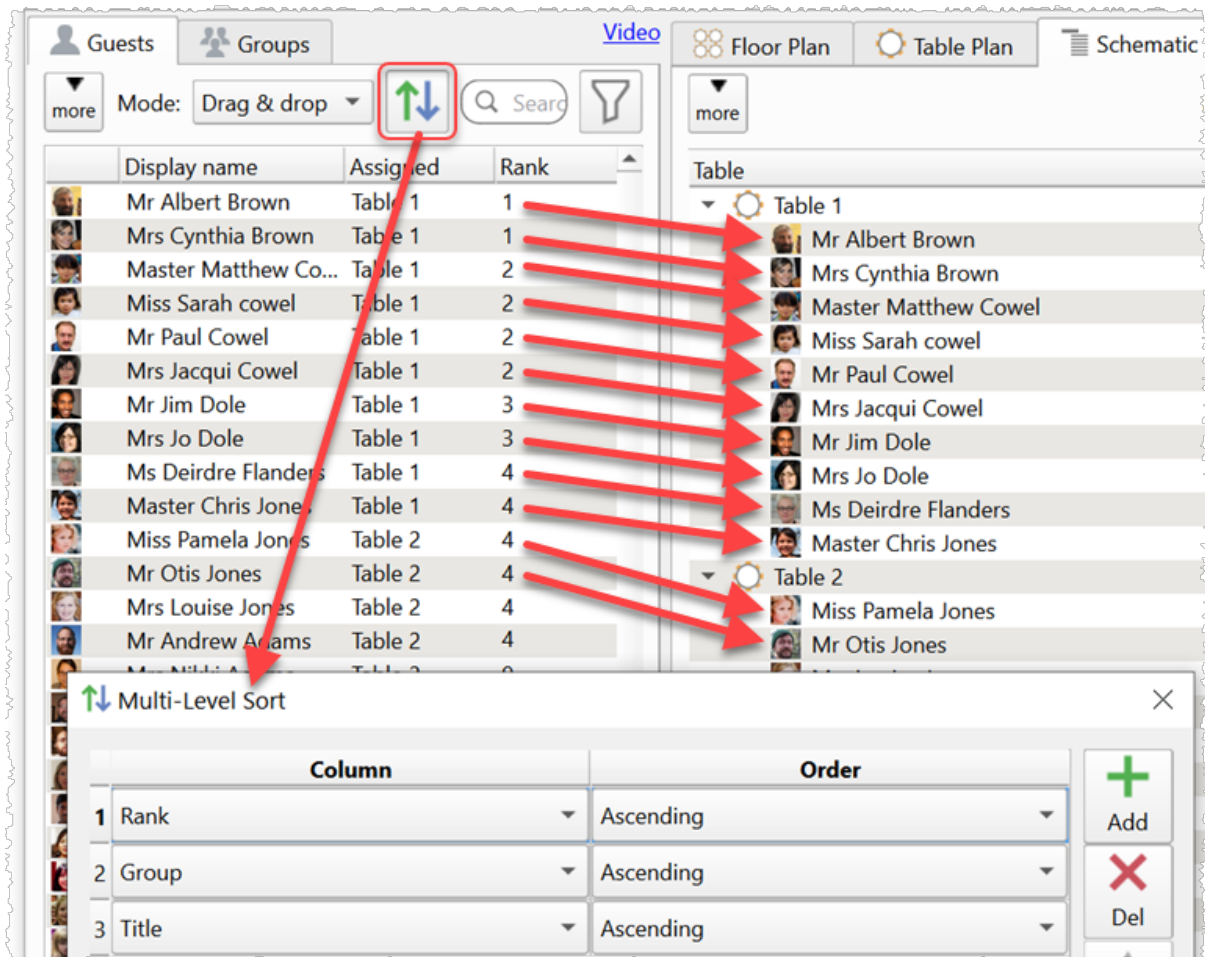 Guests
Groups
Video
more
Mode:
Drag & drop
Display name Assigned Rank
Mr Albert Brown Table 1 1
Mrs Cynthia Brown Table 1 1
Master Matthew Co... Table 1 2
Miss Sarah cowel Table 1 2
Mr Paul Cowel Table 1 2
Mrs Jacqui Cowel Table 1 2
Mr Jim Dole Table 1 3
Mrs Jo Dole Table 1 3
Ms Deirdre Flanders Table 1 4
Master Chris Jones Table 1 4
Miss Pamela Jones Table 2 4
Mr Otis Jones Table 2 4
Mrs Louise Jones Table 2 4
Mr Andrew Adams Table 2 4
Floor Plan
Table Plan
Schematic
more
Table
Table 1
Mr Albert Brown
Mrs Cynthia Brown
Master Matthew Cowel
Miss Sarah cowel
Mr Paul Cowel
Mrs Jacqui Cowel
Mr Jim Dole
Mrs Jo Dole
Ms Deirdre Flanders
Master Chris Jones
Table 2
Miss Pamela Jones
Mr Otis Jones
Multi-Level Sort
Column Order
1 Rank Ascending
2 Group Ascending
3 Title Ascending
Add
Del